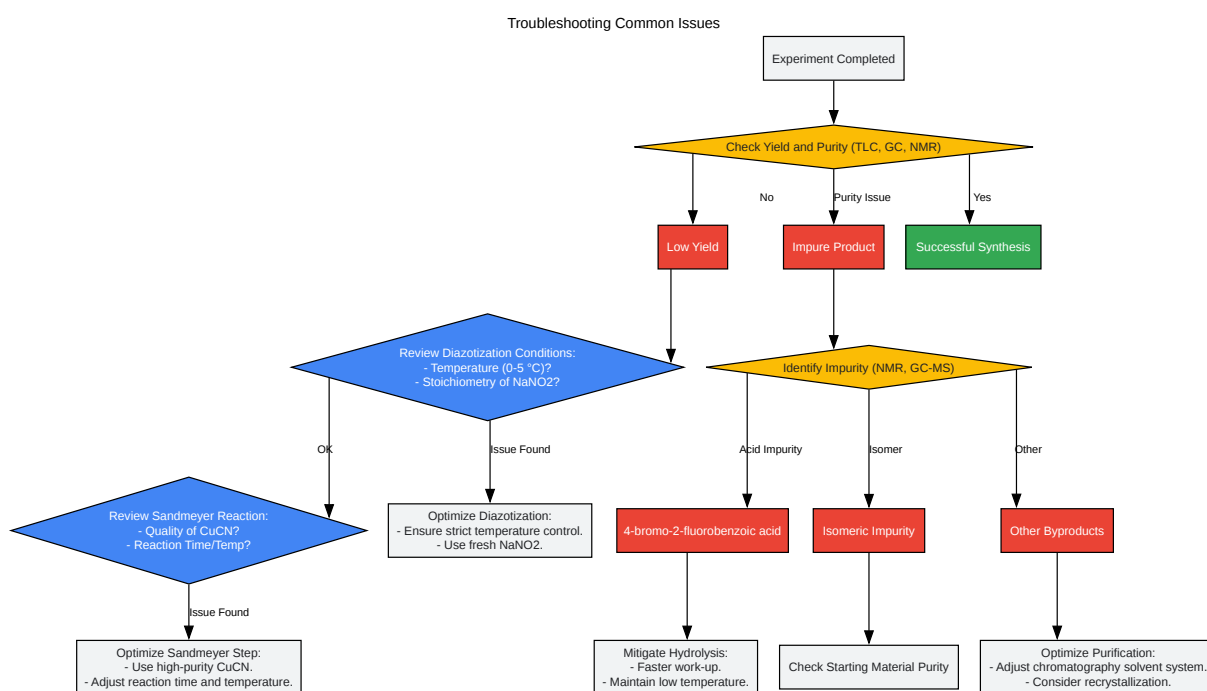 Troubleshooting Common Issues
Experiment Completed
Check Yield and Purity (TLC, GC, NMR)
No
Purity Issue
Yes
Low Yield
Impure Product
Successful Synthesis
Review Diazotization Conditions:
- Temperature (0-5 °C)?
- Stoichiometry of NaNO2?
Identify Impurity (NMR, GC-MS)
OK
Issue Found
Acid Impurity
Isomer
Other
Review Sandmeyer Reaction:
- Quality of CuCN?
- Reaction Time/Temp?
Optimize Diazotization:
- Ensure strict temperature control.
- Use fresh NaNO2.
4-bromo-2-fluorobenzoic acid
Isomeric Impurity
Other Byproducts
Issue Found
Optimize Sandmeyer Step:
- Use high-purity CuCN.
- Adjust reaction time and temperature.
Mitigate Hydrolysis:
- Faster work-up.
- Maintain low temperature.
Check Starting Material Purity
Optimize Purification:
- Adjust chromatography solvent system.
- Consider recrystallization.